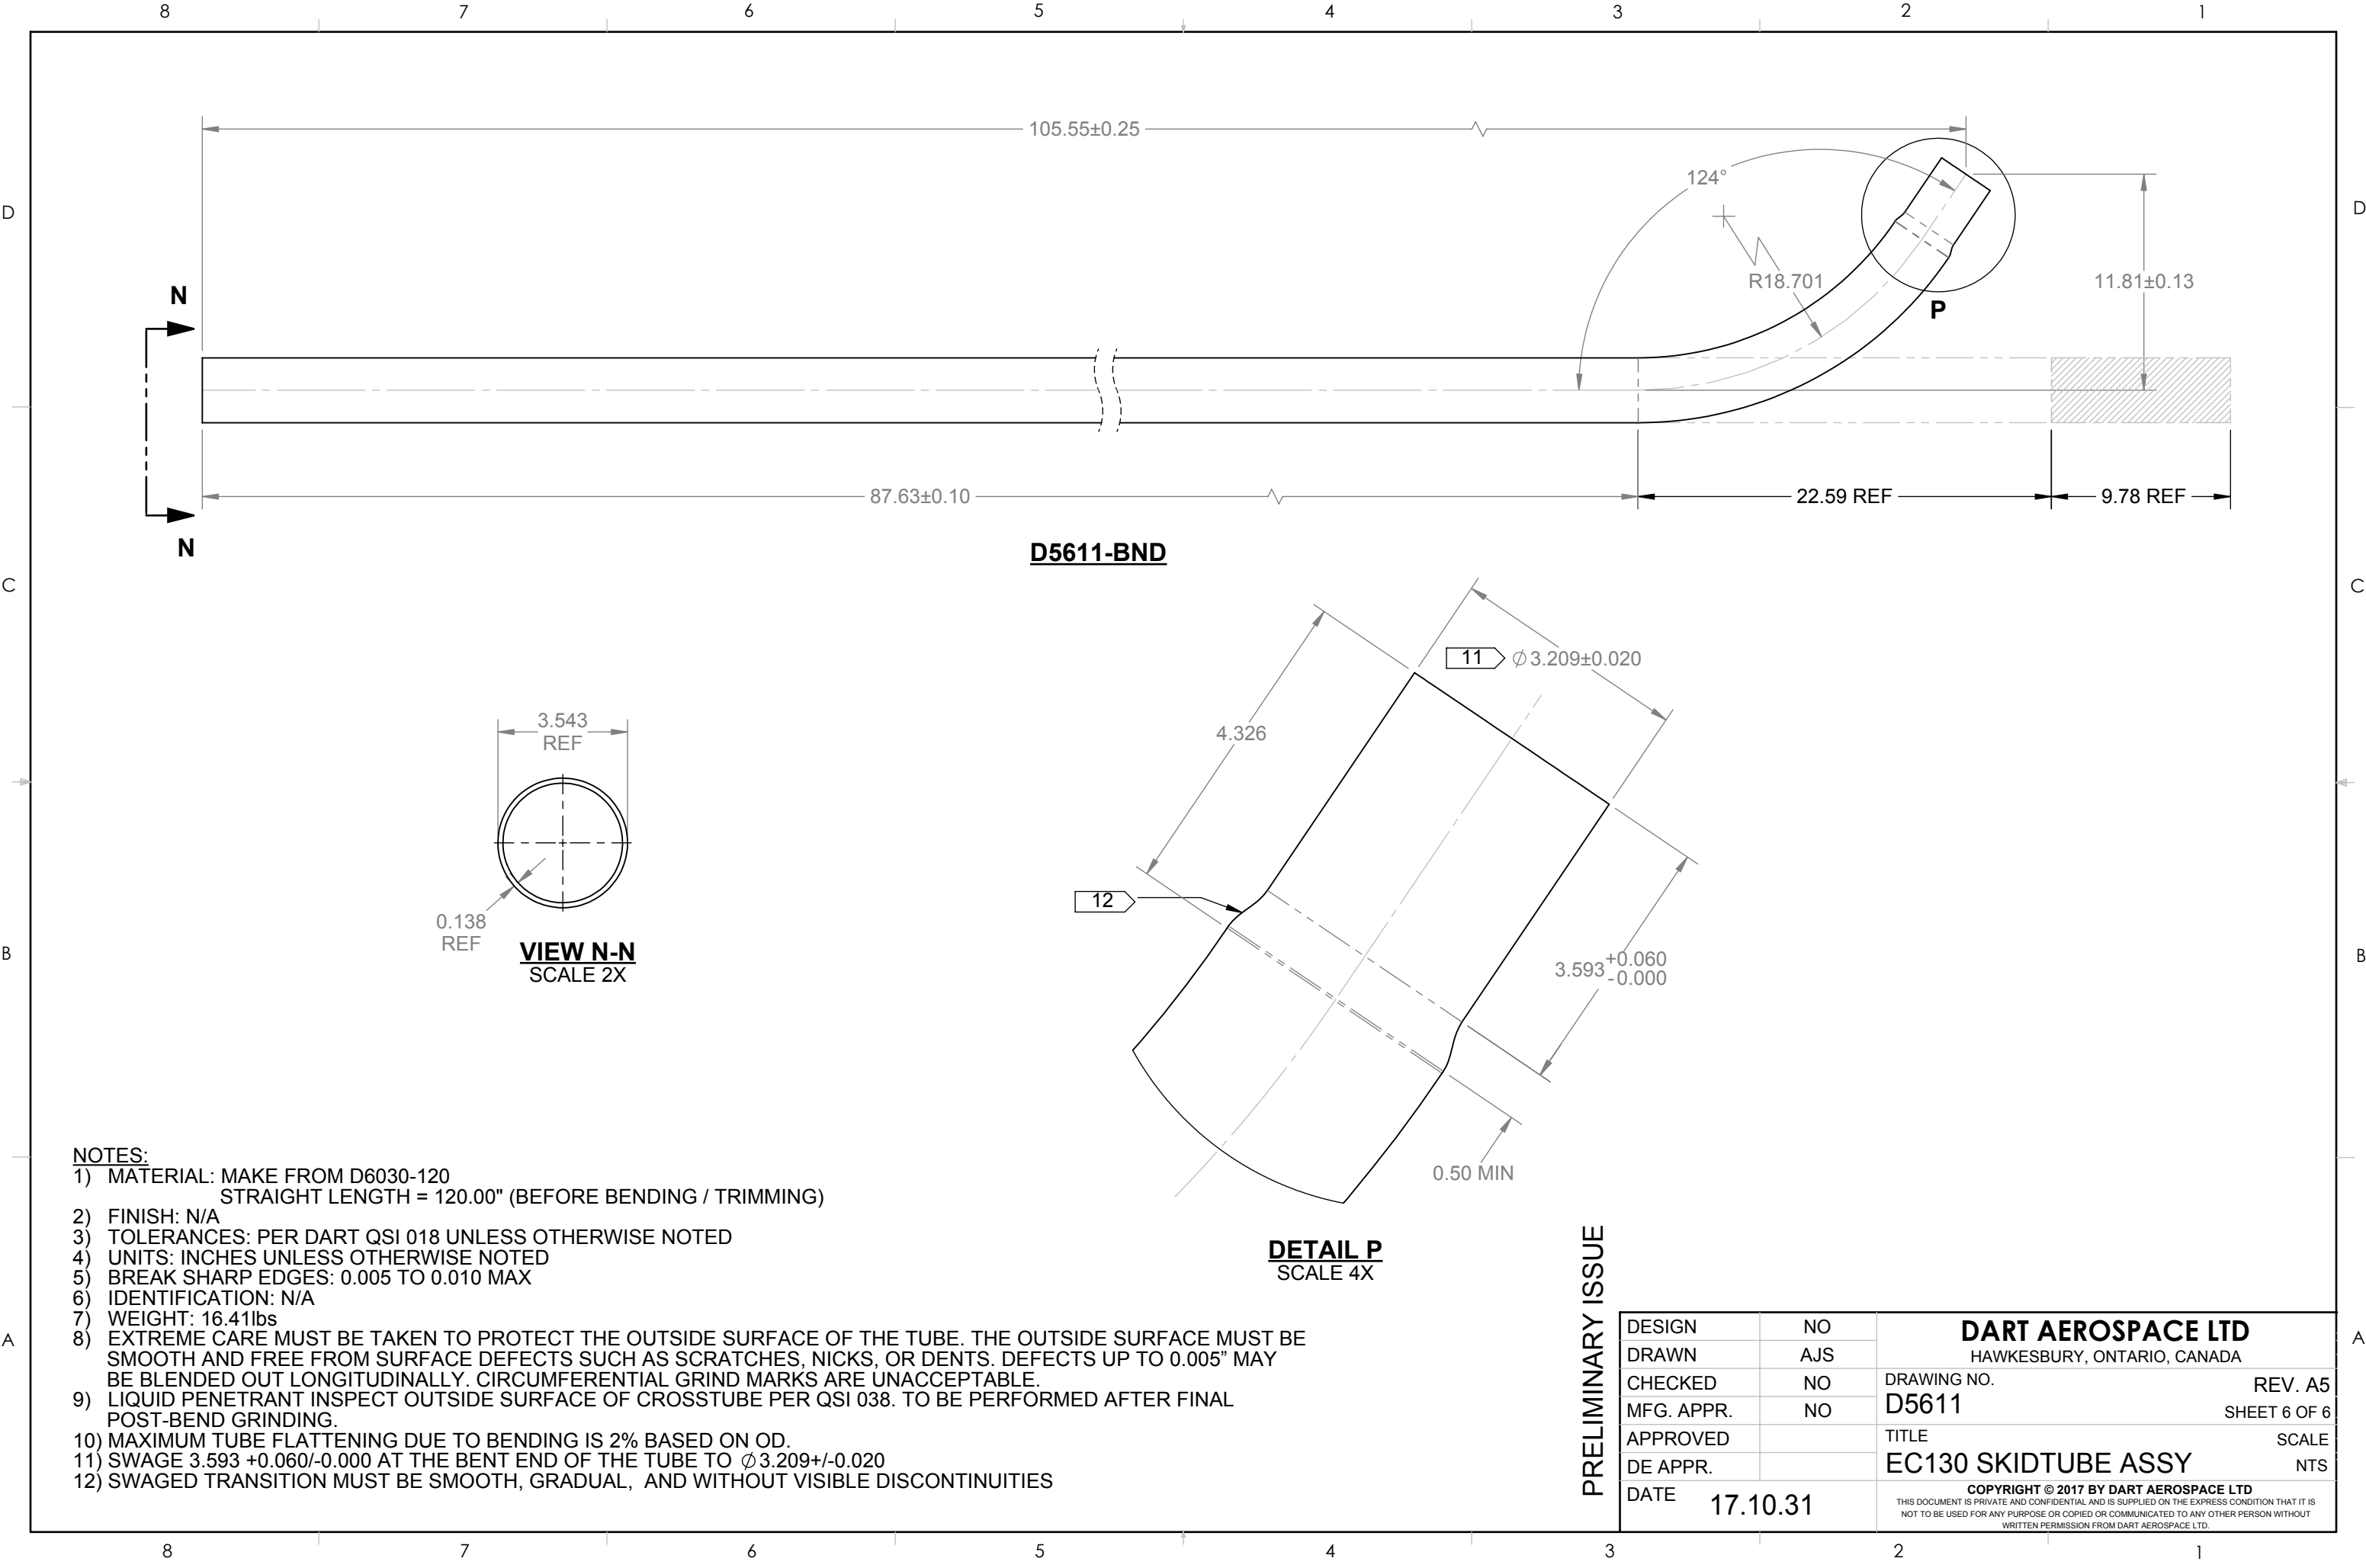 8 7 6 5 4 3 2 1
105.55±0.25
124°
D D
R18.701
11.81±0.13
N
P
87.63±0.10
22.59 REF
9.78 REF
N
D5611-BND
C C
11 Ø3.209±0.020
3.543
REF
4.326
12
0.138
REF
VIEW N-N
SCALE 2X
B B
3.593 +0.060
-0.000
0.50 MIN
DETAIL P
SCALE 4X
NOTES:
1) MATERIAL: MAKE FROM D6030-120
STRAIGHT LENGTH = 120.00" (BEFORE BENDING / TRIMMING)
2) FINISH: N/A
3) TOLERANCES: PER DART QSI 018 UNLESS OTHERWISE NOTED
4) UNITS: INCHES UNLESS OTHERWISE NOTED
5) BREAK SHARP EDGES: 0.005 TO 0.010 MAX
6) IDENTIFICATION: N/A
7) WEIGHT: 16.41lbs
8) EXTREME CARE MUST BE TAKEN TO PROTECT THE OUTSIDE SURFACE OF THE TUBE. THE OUTSIDE SURFACE MUST BE
SMOOTH AND FREE FROM SURFACE DEFECTS SUCH AS SCRATCHES, NICKS, OR DENTS. DEFECTS UP TO 0.005” MAY
BE BLENDED OUT LONGITUDINALLY. CIRCUMFERENTIAL GRIND MARKS ARE UNACCEPTABLE.
9) LIQUID PENETRANT INSPECT OUTSIDE SURFACE OF CROSSTUBE PER QSI 038. TO BE PERFORMED AFTER FINAL
POST-BEND GRINDING.
10) MAXIMUM TUBE FLATTENING DUE TO BENDING IS 2% BASED ON OD.
11) SWAGE 3.593 +0.060/-0.000 AT THE BENT END OF THE TUBE TO Ø3.209+/-0.020
12) SWAGED TRANSITION MUST BE SMOOTH, GRADUAL, AND WITHOUT VISIBLE DISCONTINUITIES
A A
PRELIMINARY ISSUE
DESIGN NO
DRAWN AJS
CHECKED NO
MFG. APPR. NO
APPROVED
DE APPR.
DATE 17.10.31
DART AEROSPACE LTD
HAWKESBURY, ONTARIO, CANADA
DRAWING NO. REV. A5
D5611 SHEET 6 OF 6
TITLE SCALE
EC130 SKIDTUBE ASSY NTS
COPYRIGHT © 2017 BY DART AEROSPACE LTD
THIS DOCUMENT IS PRIVATE AND CONFIDENTIAL AND IS SUPPLIED ON THE EXPRESS CONDITION THAT IT IS
NOT TO BE USED FOR ANY PURPOSE OR COPIED OR COMMUNICATED TO ANY OTHER PERSON WITHOUT
WRITTEN PERMISSION FROM DART AEROSPACE LTD.
8 7 6 5 4 3 2 1